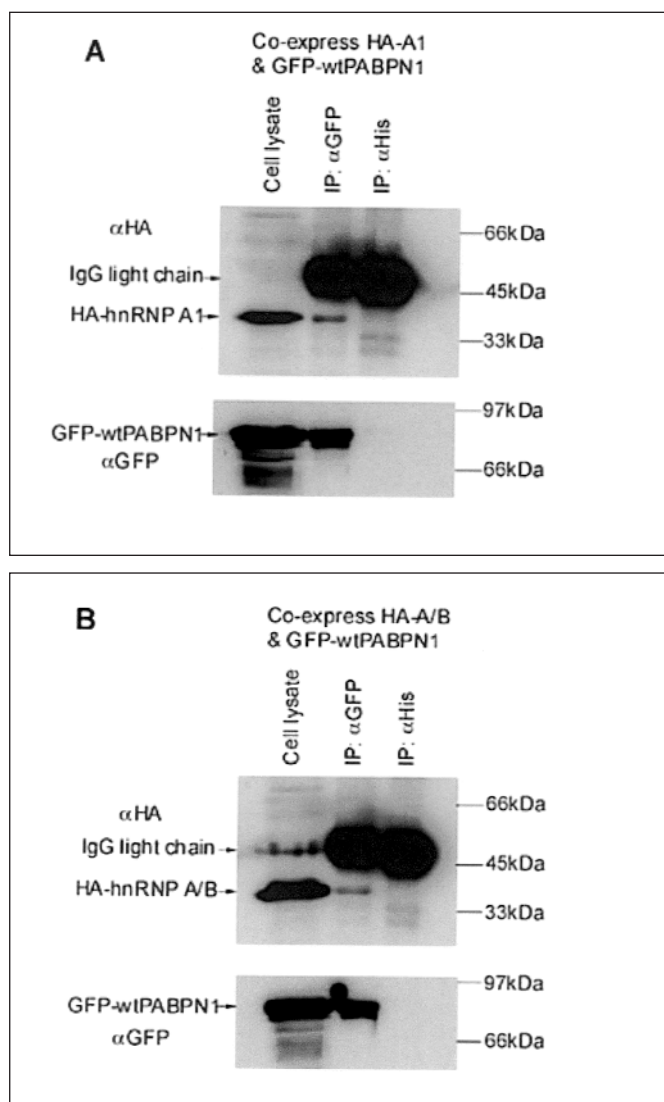 A
Co-express HA-A1
& GFP-wtPABPN1
Cell lysate
IP: αGFP
IP: αHis
αHA
66kDa
IgG light chain
45kDa
HA-hnRNP A1
33kDa
97kDa
GFP-wtPABPN1
αGFP
66kDa
B
Co-express HA-A/B
& GFP-wtPABPN1
Cell lysate
IP: αGFP
IP: αHis
66kDa
αHA
IgG light chain
45kDa
HA-hnRNP A/B
33kDa
97kDa
GFP-wtPABPN1
αGFP
66kDa